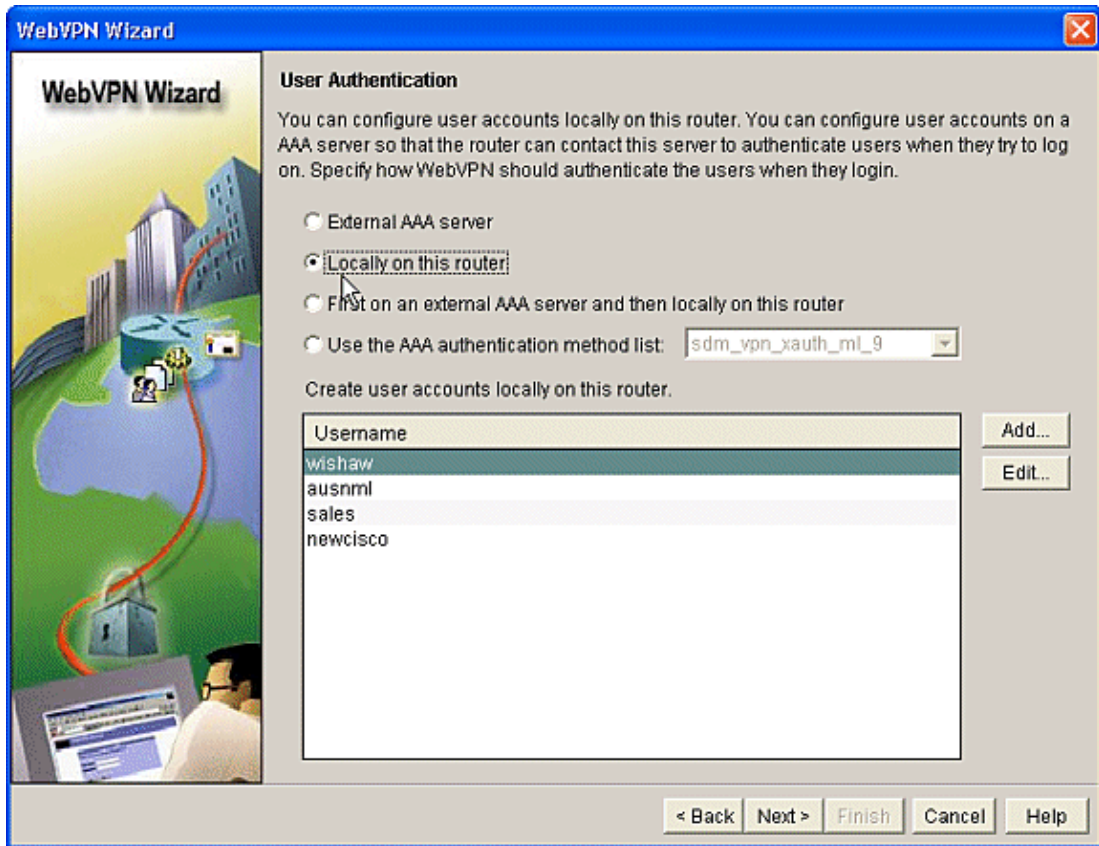 WebVPN Wizard
WebVPN Wizard
User Authentication
You can configure user accounts locally on this router. You can configure user accounts on a
AAA server so that the router can contact this server to authenticate users when they try to log
on. Specify how WebVPN should authenticate the users when they login.
External AAA server
Locally on this router
First on an external AAA server and then locally on this router
Use the AAA authentication method list: sdm_vpn_xauth_ml_9
Create user accounts locally on this router.
Username
Add...
wishaw
Edit...
ausnml
sales
newcisco
< Back Next > Finish Cancel Help